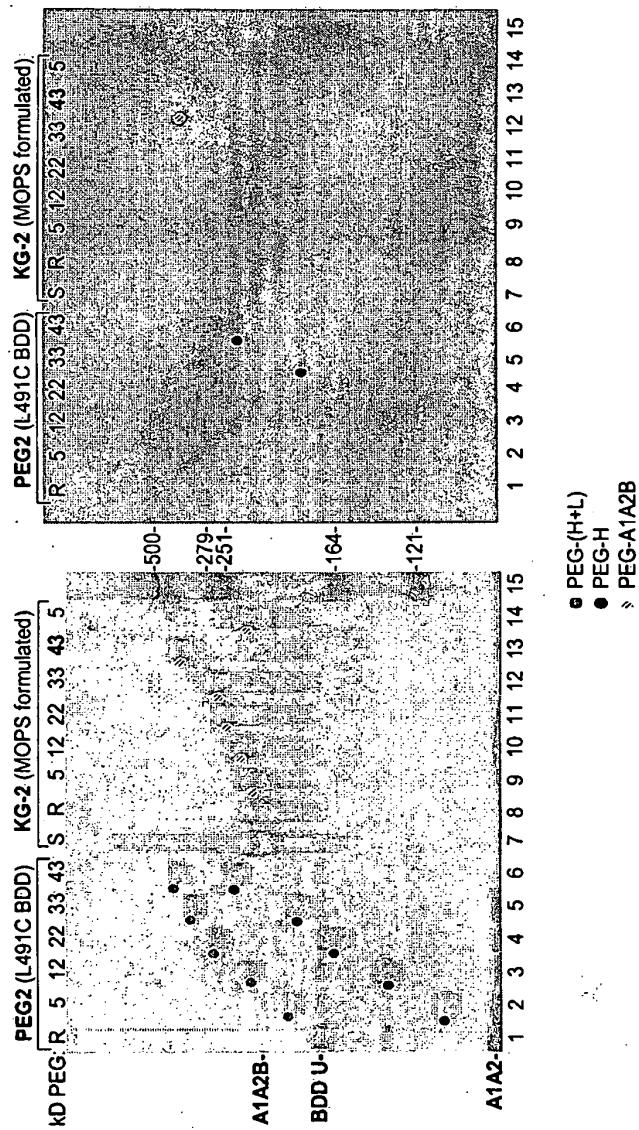 PEG2 (L491C BDD) KG-2 (MOPS formulated)
kD PEG: R 5 12 22 33 43 S R 5 12 22 33 43 5
A1A2B-
BDD U-
A1A2-
1 2 3 4 5 6 7 8 9 10 11 12 13 14 15
-500-
-279-
-251-
-164-
-121-
PEG2 (L491C BDD) KG-2 (MOPS formulated)
R 5 12 22 33 43 S R 5 12 22 33 43 5
1 2 3 4 5 6 7 8 9 10 11 12 13 14 15
PEG-(H+L)
PEG-H
PEG-A1A2B